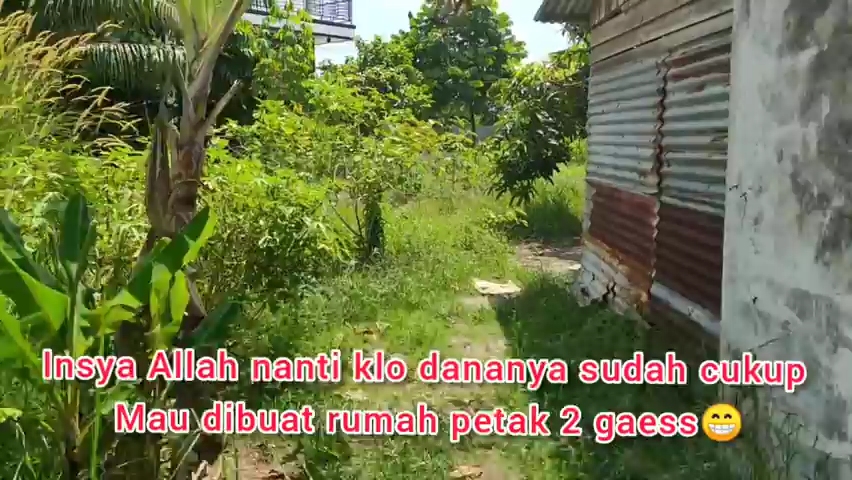 Insya Allah nanti klo dananya sudah cukup
Mau dibuat rumah petak 2 gaess😁